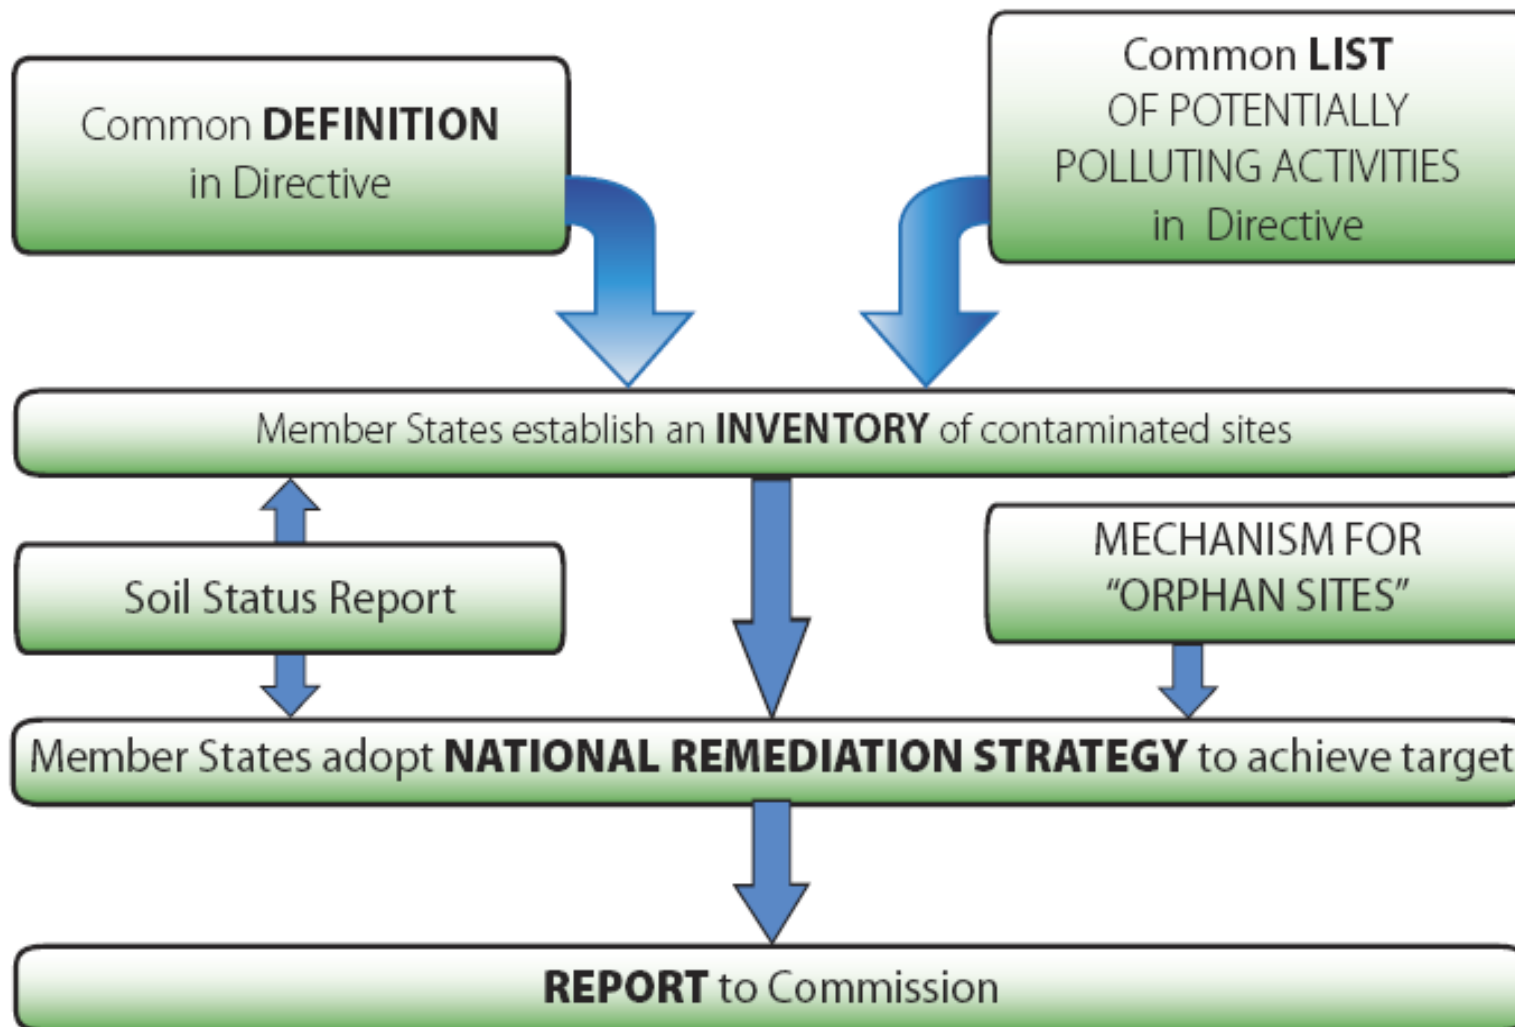 Common DEFINITION
in Directive
Common LIST
OF POTENTIALLY
POLLUTING ACTIVITIES
in Directive
Member States establish an INVENTORY of contaminated sites
Soil Status Report
MECHANISM FOR
“ORPHAN SITES”
Member States adopt NATIONAL REMEDIATION STRATEGY to achieve target
REPORT to Commission